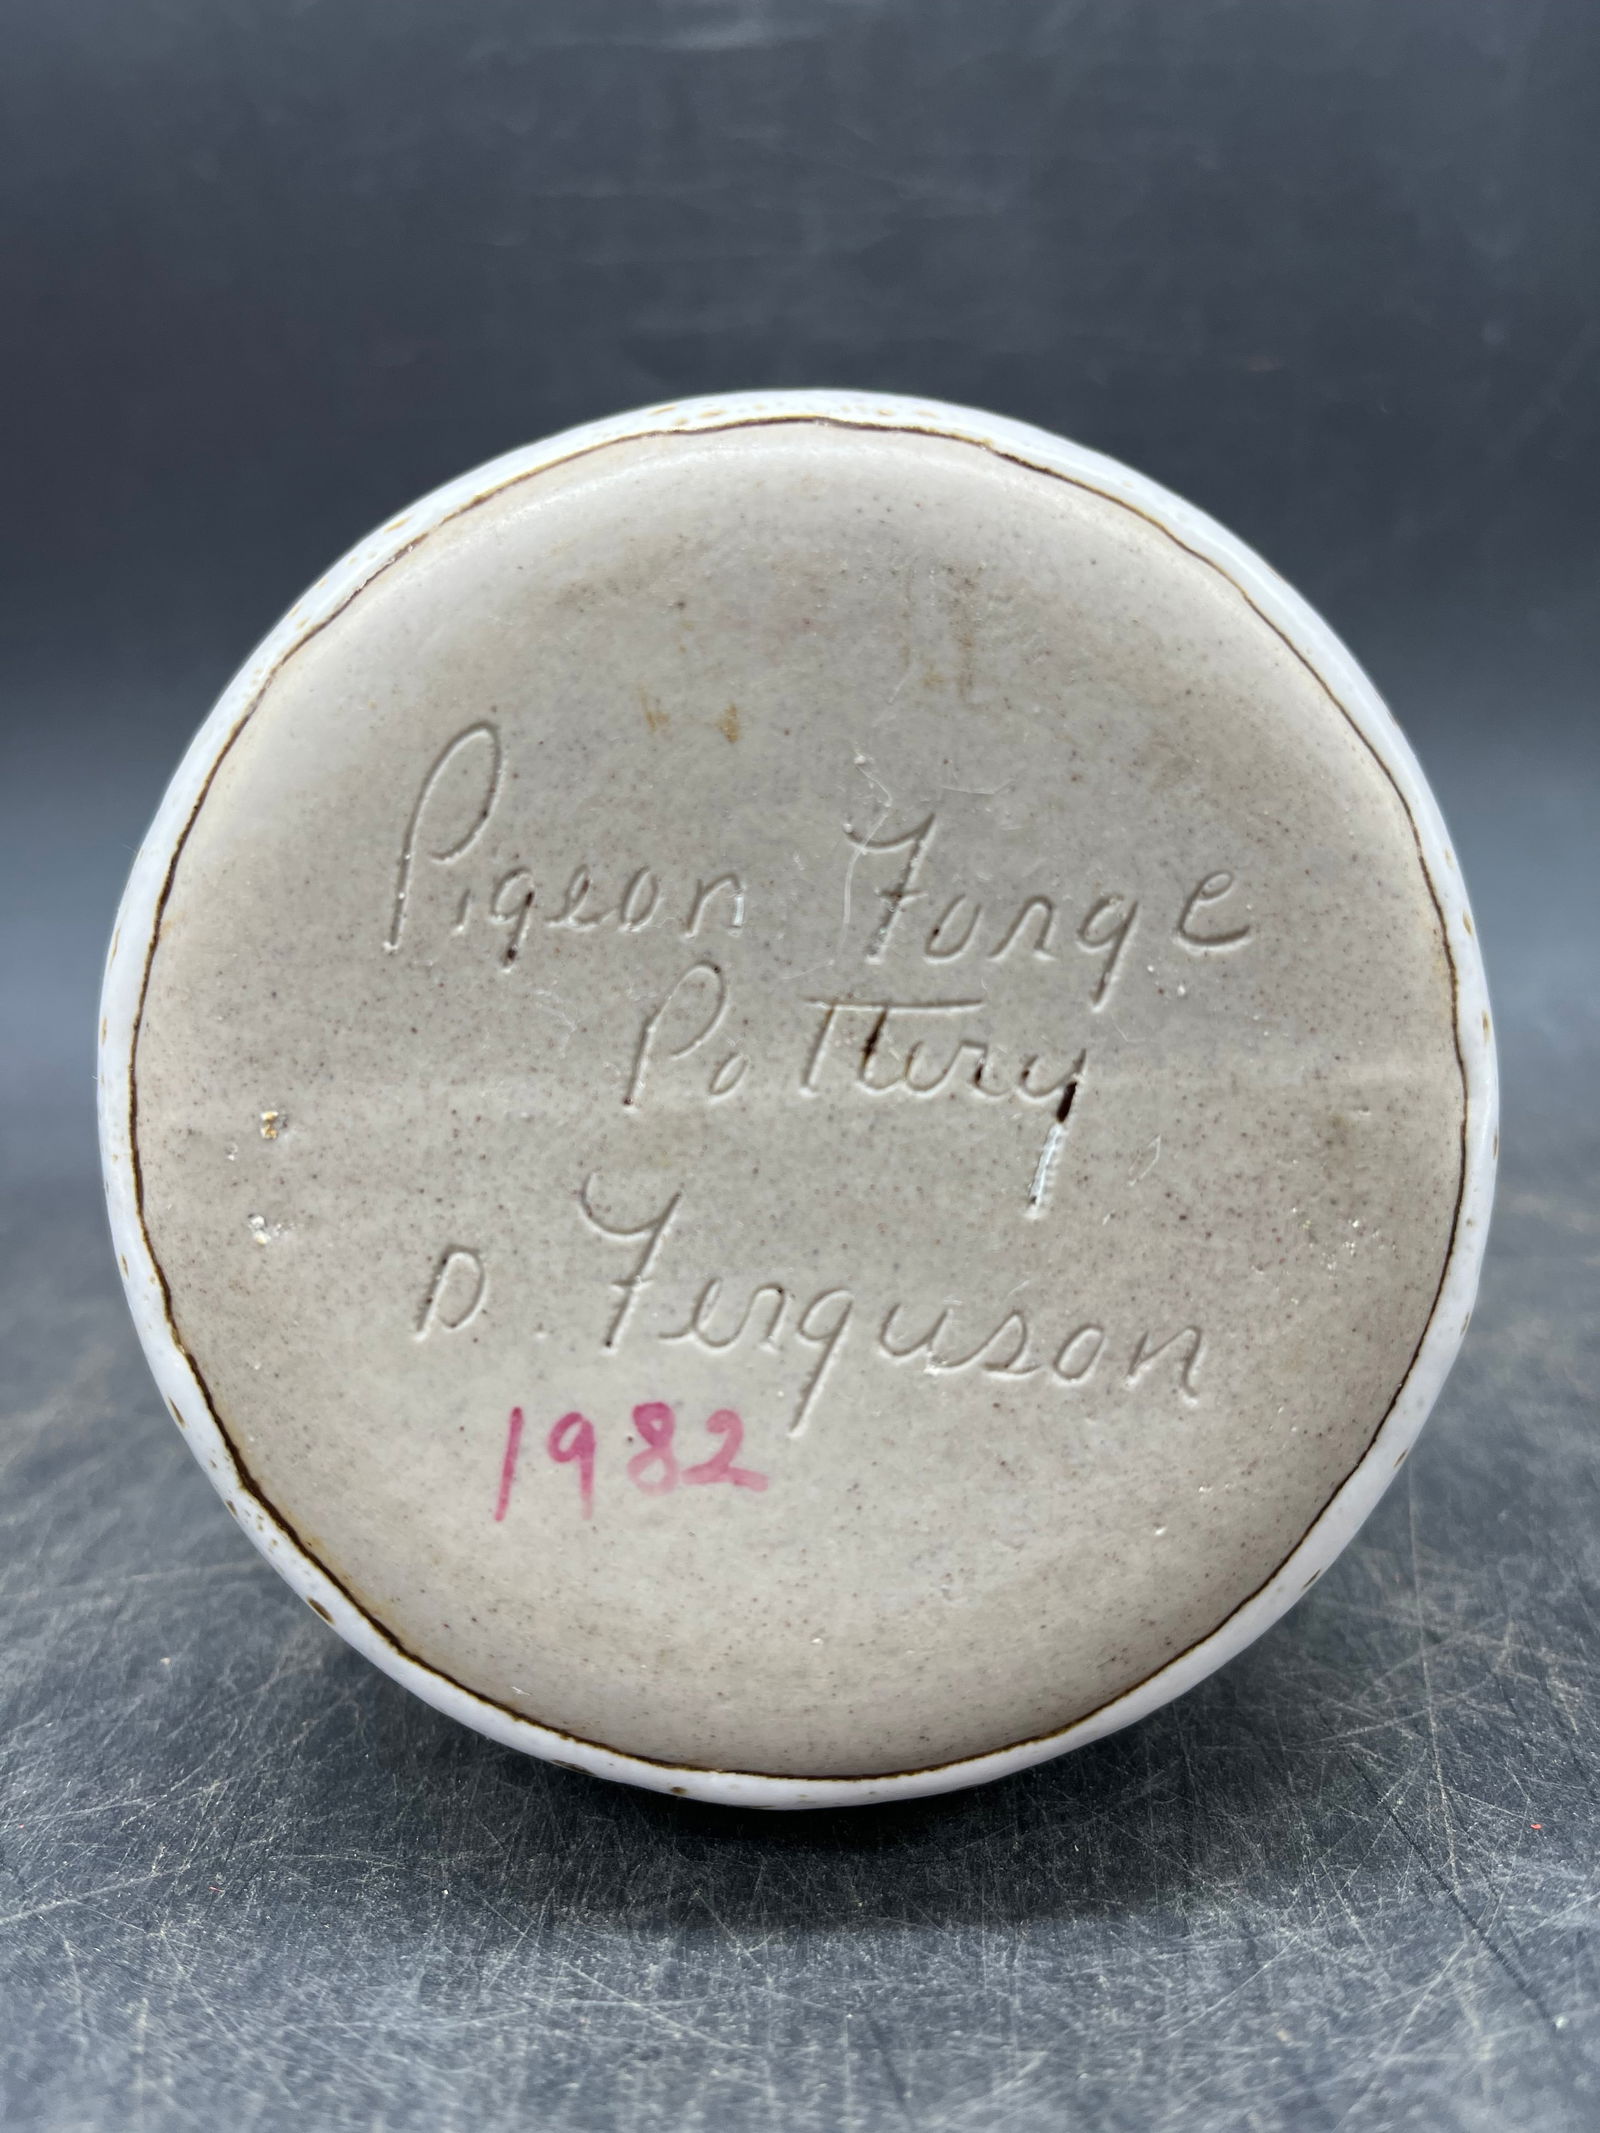 Pigeon Forge
Pottery
D. Ferguson
1982